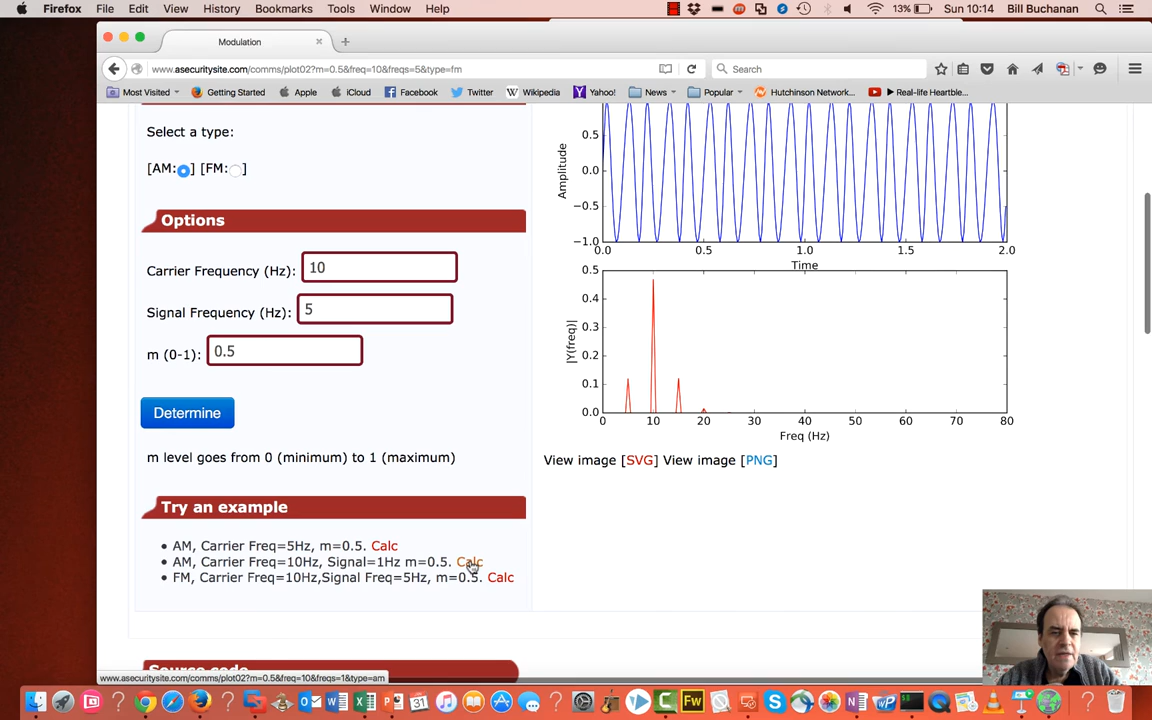 Firefox File Edit View History Bookmarks Tools Window Help 13% Sun 10:14 Bill Buchanan
Modulation
www.asecuritysite.com/comms/plot02?m=0.5&freq=10&freqs=5&type=fm Search
Most Visited Getting Started Apple iCloud Facebook Twitter Wikipedia Yahoo! News Popular Hutchinson Network... Real-life Heartble...
Select a type:
[AM: ] [FM: ]
Options
Carrier Frequency (Hz): 10
Signal Frequency (Hz): 5
m (0-1): 0.5
Determine
m level goes from 0 (minimum) to 1 (maximum)
Try an example
• AM, Carrier Freq=5Hz, m=0.5. Calc
• AM, Carrier Freq=10Hz, Signal=1Hz m=0.5. Calc
• FM, Carrier Freq=10Hz,Signal Freq=5Hz, m=0.5. Calc
Source code
Amplitude
0.5
0.0
−0.5
−1.0
0.0 0.5 1.0 1.5 2.0
Time
|Y(freq)|
0.5
0.4
0.3
0.2
0.1
0.0
0 10 20 30 40 50 60 70 80
Freq (Hz)
View image [SVG] View image [PNG]
www.asecuritysite.com/comms/plot02?m=0.5&freq=10&freqs=1&type=am
31
Fw